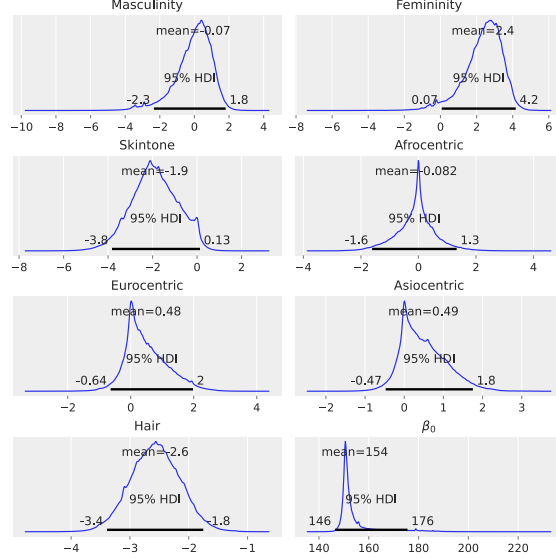 Masculinity
mean=-0.07
95% HDI
-2.3
1.8
-10 -8 -6 -4 -2 0 2 4
Femininity
mean=2.4
95% HDI
0.07
4.2
-4 -2 0 2 4 6
Skintone
mean=-1.9
95% HDI
-3.8
0.13
-8 -6 -4 -2 0 2
Afrocentric
mean=-0.082
95% HDI
-1.6
1.3
-4 -2 0 2 4
Eurocentric
mean=0.48
95% HDI
-0.64
2
-2 0 2 4
Asiocentric
mean=0.49
95% HDI
-0.47
1.8
-2 -1 0 1 2 3
Hair
mean=-2.6
95% HDI
-3.4
-1.8
-4 -3 -2 -1
β0
mean=154
95% HDI
146
176
140 160 180 200 220